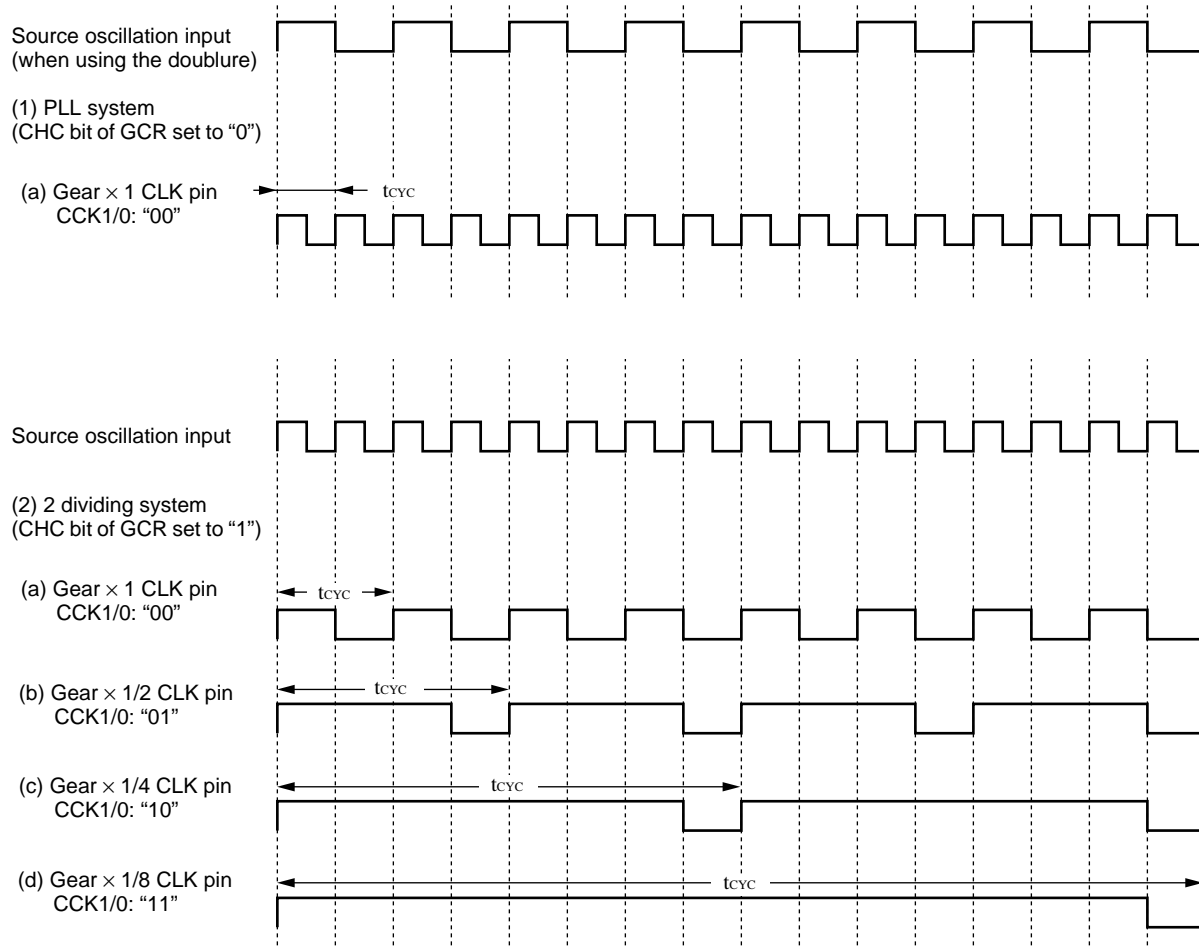 Source oscillation input
(when using the doublure)
(1) PLL system
(CHC bit of GCR set to “0”)
(a) Gear × 1 CLK pin
CCK1/0: “00”
tCYC
Source oscillation input
(2) 2 dividing system
(CHC bit of GCR set to “1”)
(a) Gear × 1 CLK pin
CCK1/0: “00”
tCYC
(b) Gear × 1/2 CLK pin
CCK1/0: “01”
tCYC
(c) Gear × 1/4 CLK pin
CCK1/0: “10”
tCYC
(d) Gear × 1/8 CLK pin
CCK1/0: “11”
tCYC